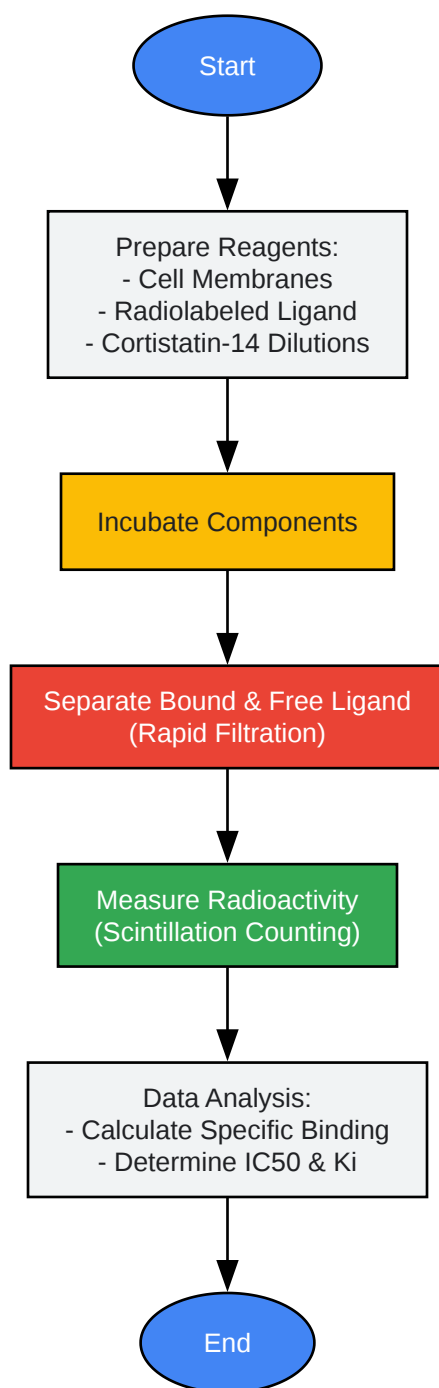 Start
Prepare Reagents:
- Cell Membranes
- Radiolabeled Ligand
- Cortistatin-14 Dilutions
Incubate Components
Separate Bound & Free Ligand
(Rapid Filtration)
Measure Radioactivity
(Scintillation Counting)
Data Analysis:
- Calculate Specific Binding
- Determine IC50 & Ki
End